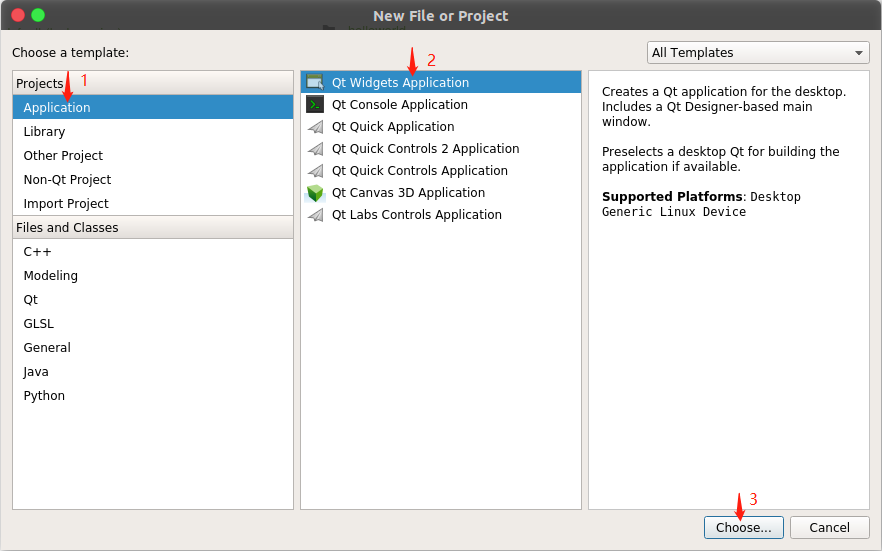 New File or Project
Choose a template:
All Templates
Projects
1
Application
Library
Other Project
Non-Qt Project
Import Project
Files and Classes
C++
Modeling
Qt
GLSL
General
Java
Python
2
Qt Widgets Application
Qt Console Application
Qt Quick Application
Qt Quick Controls 2 Application
Qt Quick Controls Application
Qt Canvas 3D Application
Qt Labs Controls Application
Creates a Qt application for the desktop.
Includes a Qt Designer-based main
window.
Preselects a desktop Qt for building the
application if available.
Supported Platforms: Desktop
Generic Linux Device
3
Choose...
Cancel